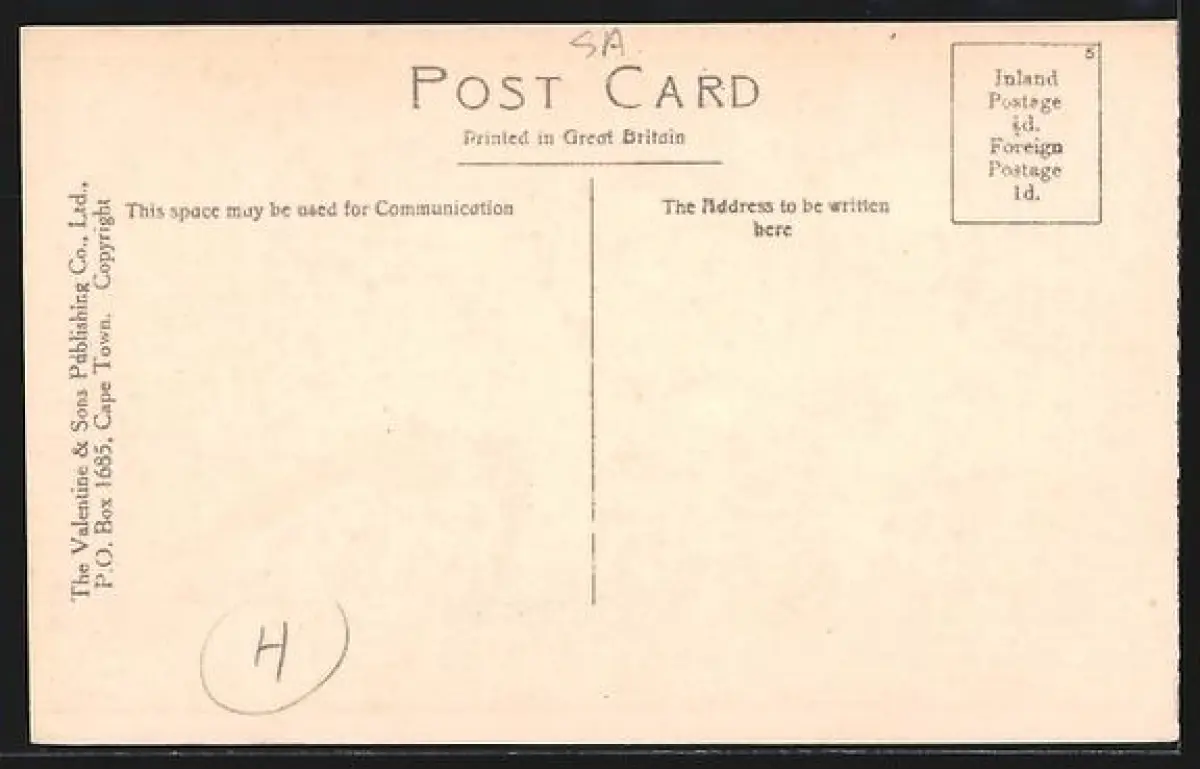 SA
POST CARD
Printed in Great Britain
5
Inland
Postage
½d.
Foreign
Postage
1d.
This space may be used for Communication
The Address to be written
here
The Valentine & Sons Publishing Co., Ltd.,
P.O. Box 1685, Cape Town. Copyright
H